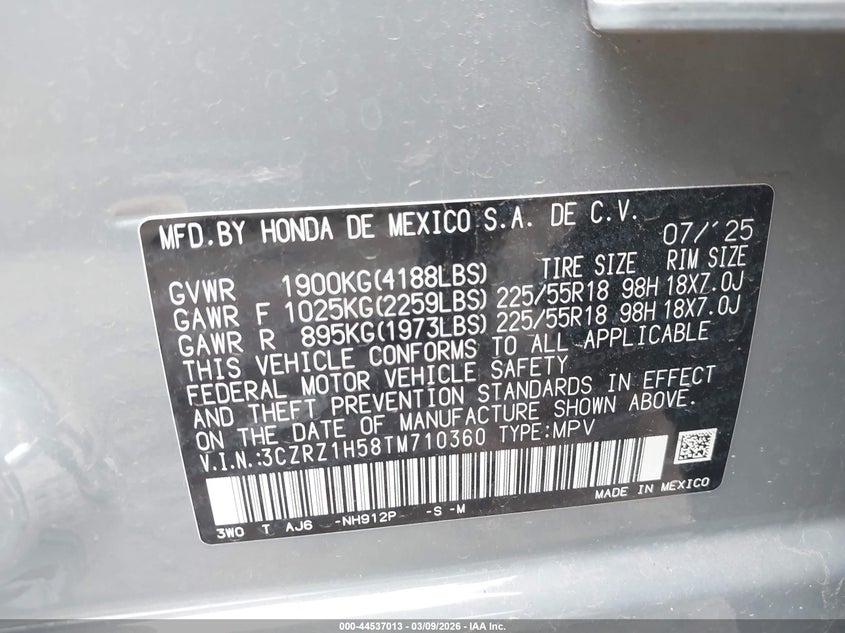 MFD.BY HONDA DE MEXICO S.A. DE C.V. 07/'25
TIRE SIZE RIM SIZE
GVWR 1900KG(4188LBS)
GAWR F 1025KG(2259LBS) 225/55R18 98H 18X7.0J
GAWR R 895KG(1973LBS) 225/55R18 98H 18X7.0J
THIS VEHICLE CONFORMS TO ALL APPLICABLE
FEDERAL MOTOR VEHICLE SAFETY
AND THEFT PREVENTION STANDARDS IN EFFECT
ON THE DATE OF MANUFACTURE SHOWN ABOVE.
V.I.N.:3CZRZ1H58TM710360 TYPE:MPV
MADE IN MEXICO
3W0 T AJ6 -NH912P -S -M
000-44537013 - 03/09/2026 - IAA Inc.